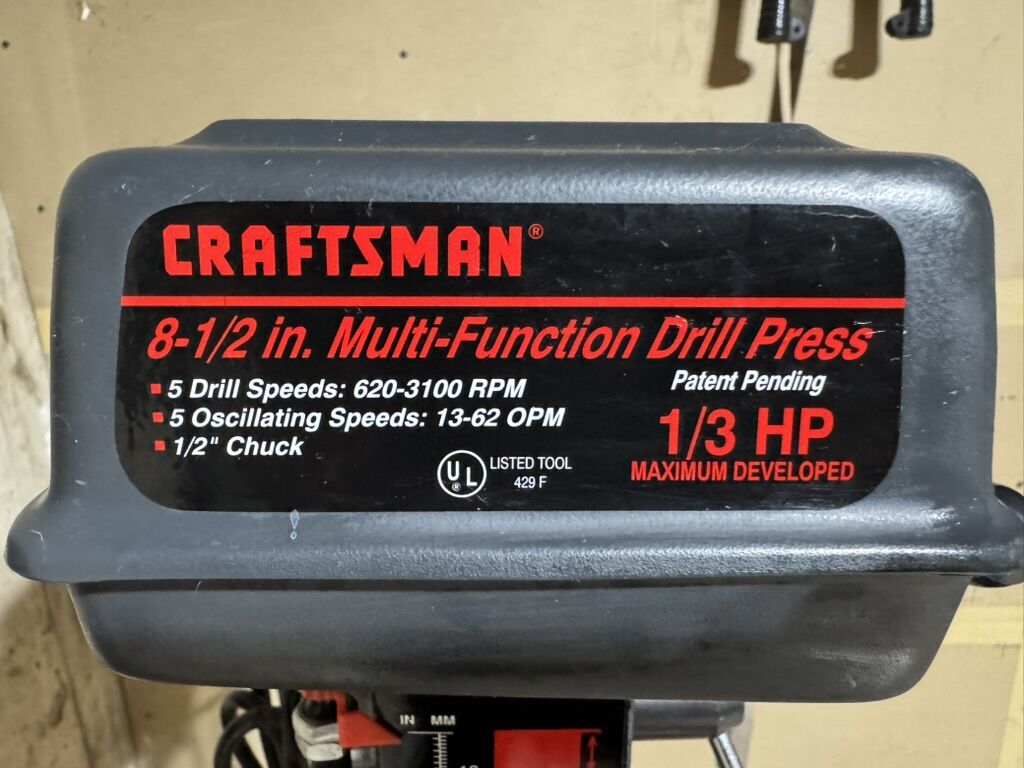 CRAFTSMAN®
8-1/2 in. Multi-Function Drill Press
▪ 5 Drill Speeds: 620-3100 RPM
▪ 5 Oscillating Speeds: 13-62 OPM
▪ 1/2" Chuck
Patent Pending
1/3 HP
MAXIMUM DEVELOPED
UL®
LISTED TOOL
429 F
IN MM